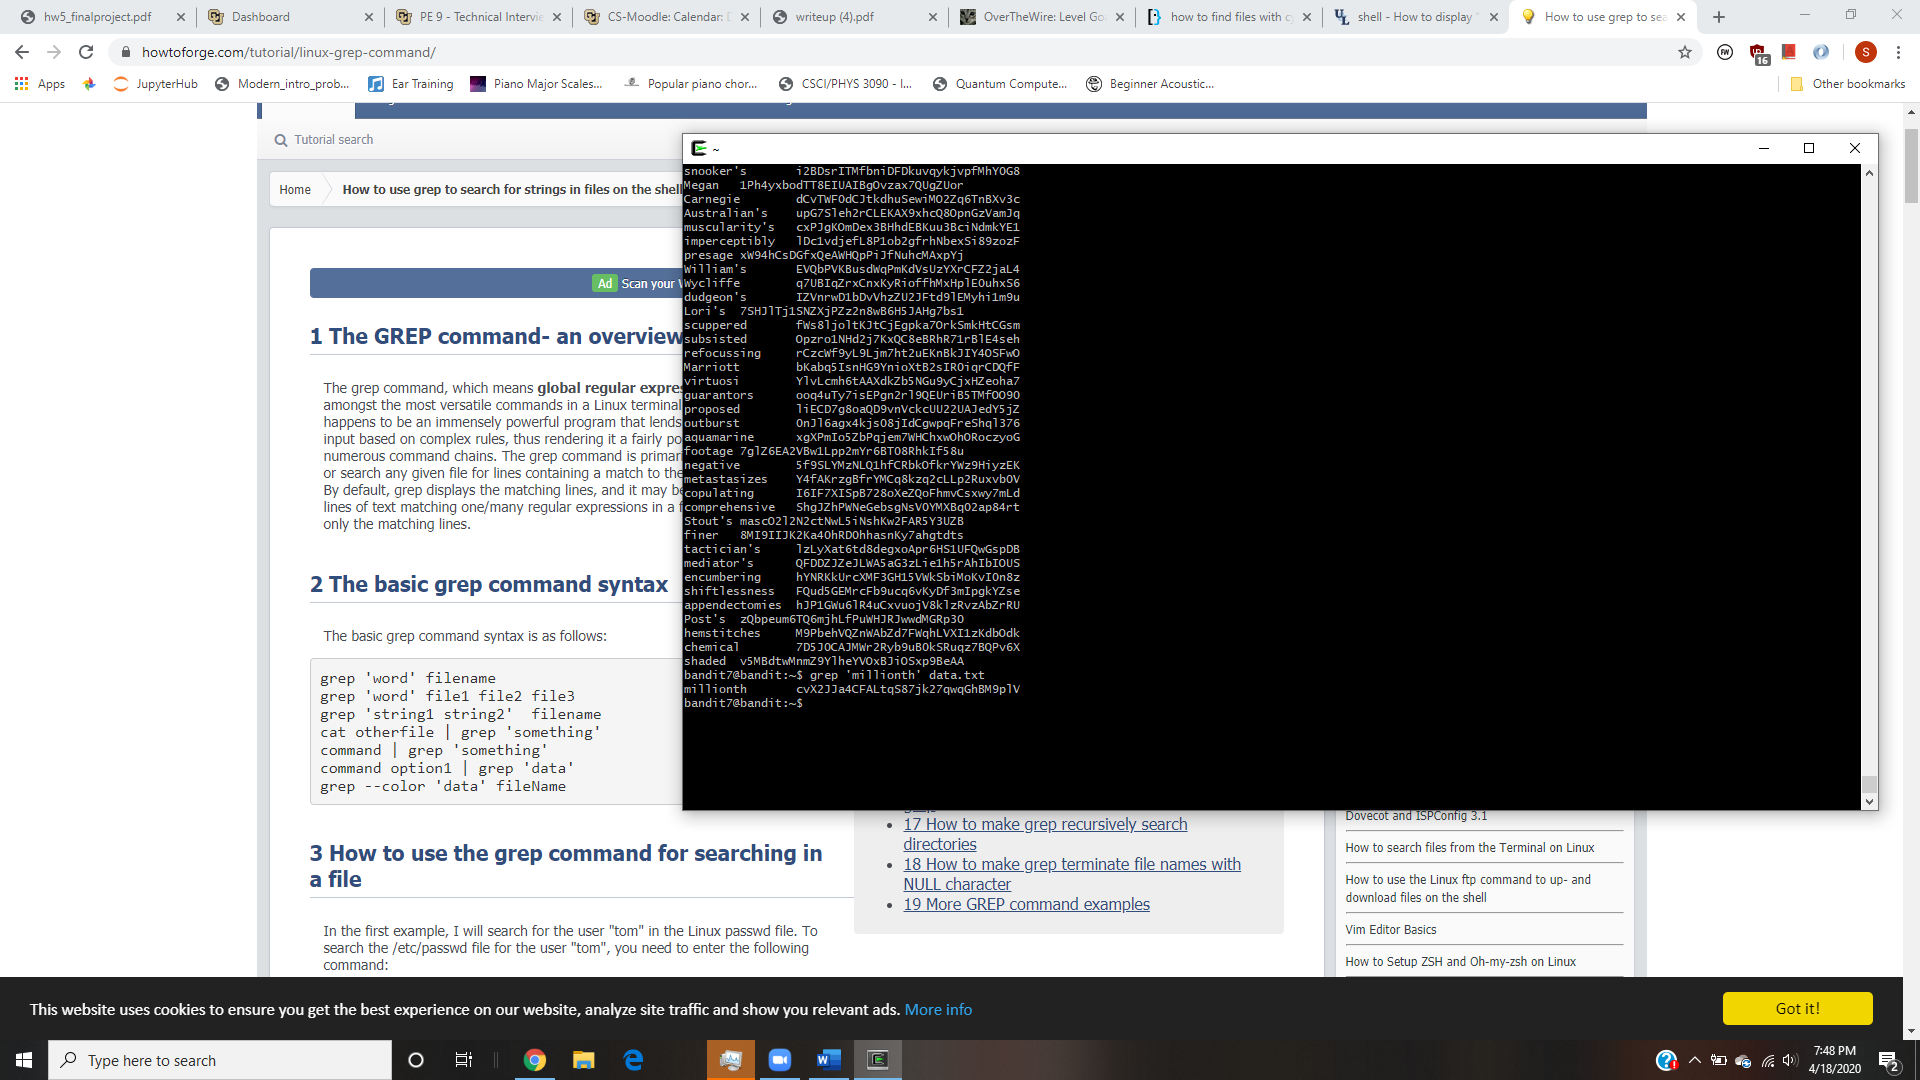 hw5_finalproject.pdf
Dashboard
PE 9 - Technical Intervie
CS-Moodle: Calendar: D
writeup (4).pdf
OverTheWire: Level Go
how to find files with c
shell - How to display
How to use grep to sea
howtoforge.com/tutorial/linux-grep-command/
16
S
Apps
JupyterHub
Modern_intro_prob...
Ear Training
Piano Major Scales...
Popular piano chor...
CSCI/PHYS 3090 - I...
Quantum Compute...
Beginner Acoustic...
Other bookmarks
Tutorial search
Home
How to use grep to search for strings in files on the shell
Ad Scan your
1 The GREP command- an overview
The grep command, which means global regular expre
amongst the most versatile commands in a Linux terminal
happens to be an immensely powerful program that lends
input based on complex rules, thus rendering it a fairly po
numerous command chains. The grep command is primari
or search any given file for lines containing a match to the
By default, grep displays the matching lines, and it may be
lines of text matching one/many regular expressions in a f
only the matching lines.
2 The basic grep command syntax
The basic grep command syntax is as follows:
grep 'word' filename
grep 'word' file1 file2 file3
grep 'string1 string2'  filename
cat otherfile | grep 'something'
command | grep 'something'
command option1 | grep 'data'
grep --color 'data' fileName
3 How to use the grep command for searching in
a file
In the first example, I will search for the user "tom" in the Linux passwd file. To
search the /etc/passwd file for the user "tom", you need to enter the following
command:
~
snooker's i2BDsrITMfbniDFDkuvqykjvpfMhYOG8
Megan 1Ph4yxbodTT8EIUAIBgOvzax7QUgZUor
Carnegie dCvTWFOdCJtkdhuSewiMO2Zq6TnBXv3c
Australian's upG7Sleh2rCLEKAX9xhcQ8OpnGzVamJq
muscularity's cxPJgKOmDex3BHhdEBKuu3BciNdmkYE1
imperceptibly lDc1vdjefL8P1ob2gfrhNbexSi89zozF
presage xW94hCsDGfxQeAWHQpPiJfNuhcMAxpYj
William's EVQbPVKBusdWqPmKdVsUzYXrCFZ2jaL4
Wycliffe q7UBIqZrxCnxKyRioffhMxHplEOuhxS6
dudgeon's IZVnrwD1bDvVhzZU2JFtd9lEMyhi1m9u
Lori's 7SHJlTj1SNZXjPZz2n8wB6H5JAHg7bs1
scuppered fWs8ljoltKJtCjEgpka7OrkSmkHtCGsm
subsisted Opzro1NHd2j7KxQC8eBRhR71rBlE4seh
refocussing rCzcWf9yL9Ljm7ht2uEKnBkJIY4OSFwO
Marriott bKabq5IsnHG9YnioXtB2sIROiqrCDQfF
virtuosi YlvLcmh6tAAXdkZb5NGu9yCjxHZeoha7
guarantors ooq4uTy7isEPgn2rl9QEUriB5TMfOO9O
proposed liECD7g8oaQD9vnVckcUU22UAJedY5jZ
outburst OnJl6agx4kjsO8jIdCgwpqFreShql376
aquamarine xgXPmIo5ZbPqjem7WHChxwOhORoczyoG
footage 7glZ6EA2VBw1Lpp2mYr6BTO8RhkIf58u
negative 5f9SLYMzNLQ1hfCRbkOfkrYWz9HiyzEK
metastasizes Y4fAKrzgBfrYMCq8kzq2cLLp2RuxvbOV
copulating I6IF7XISpB728oXeZQoFhmvCsxwy7mLd
comprehensive ShgJZhPWNeGebsgNsVOYMXBqO2ap84rt
Stout's mascO2l2N2ctNwL5iNshKw2FAR5Y3UZB
finer 8MI9IIJK2Ka4OhRDOhhasnKy7ahgtdts
tactician's lzLyXat6td8degxoApr6HS1UFQwGspDB
mediator's QFDDZJZeJLWA5aG3zLie1h5rAhIbIOUS
encumbering hYNRKkUrcXMF3GH15VWkSbiMoKvIOn8z
shiftlessness FQud5GEMrcFb9ucq6vKyDf3mIpgkYZse
appendectomies hJP1GWu6lR4uCxvuojV8klzRvzAbZrRU
Post's zQbpeum6TQ6mjhLfPuWHJRJwwdMGRp3O
hemstitches M9PbehVQZnWAbZd7FWqhLVXI1zKdbOdk
chemical 7D5JOCAJMWr2Ryb9uBOkSRuqz7BQPv6X
shaded v5MBdtwMnmZ9YlheYVOxBJiOSxp9BeAA
bandit7@bandit:~$ grep 'millionth' data.txt
millionth cvX2JJa4CFALtqS87jk27qwqGhBM9plV
bandit7@bandit:~$
17 How to make grep recursively search
directories
18 How to make grep terminate file names with
NULL character
19 More GREP command examples
Dovecot and ISPConfig 3.1
How to search files from the Terminal on Linux
How to use the Linux ftp command to up- and
download files on the shell
Vim Editor Basics
How to Setup ZSH and Oh-my-zsh on Linux
This website uses cookies to ensure you get the best experience on our website, analyze site traffic and show you relevant ads. More info
Got it!
Type here to search
7:48 PM
4/18/2020
2